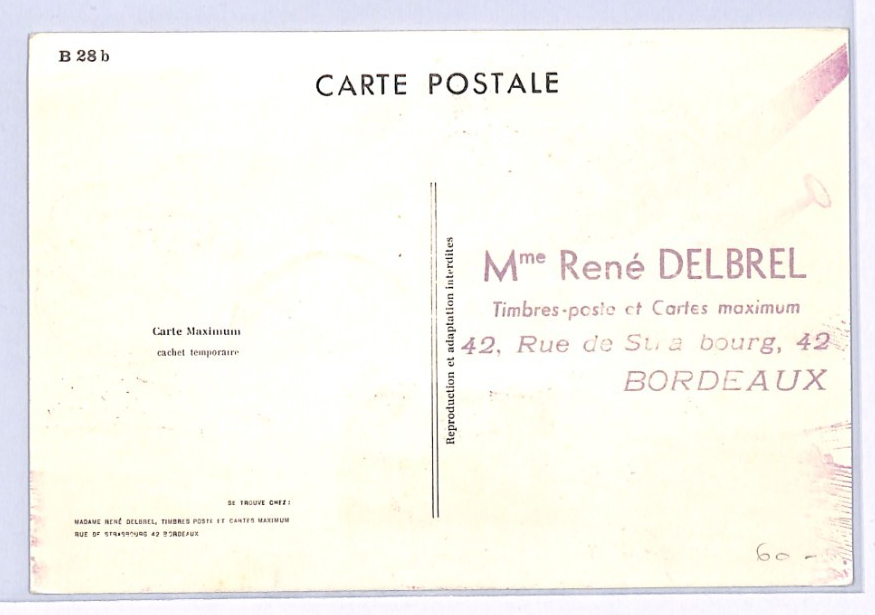 B 28 b
CARTE POSTALE
Reproduction et adaptation interdites
Mme René DELBREL
Timbres-poste et Cartes maximum
42, Rue de Strasbourg, 42
BORDEAUX
Carte Maximum
cachet temporaire
SE TROUVE CHEZ :
MADAME RENÉ DELBREL, TIMBRES POSTE ET CARTES MAXIMUM
RUE DE STRASBOURG 42 BORDEAUX
60 -